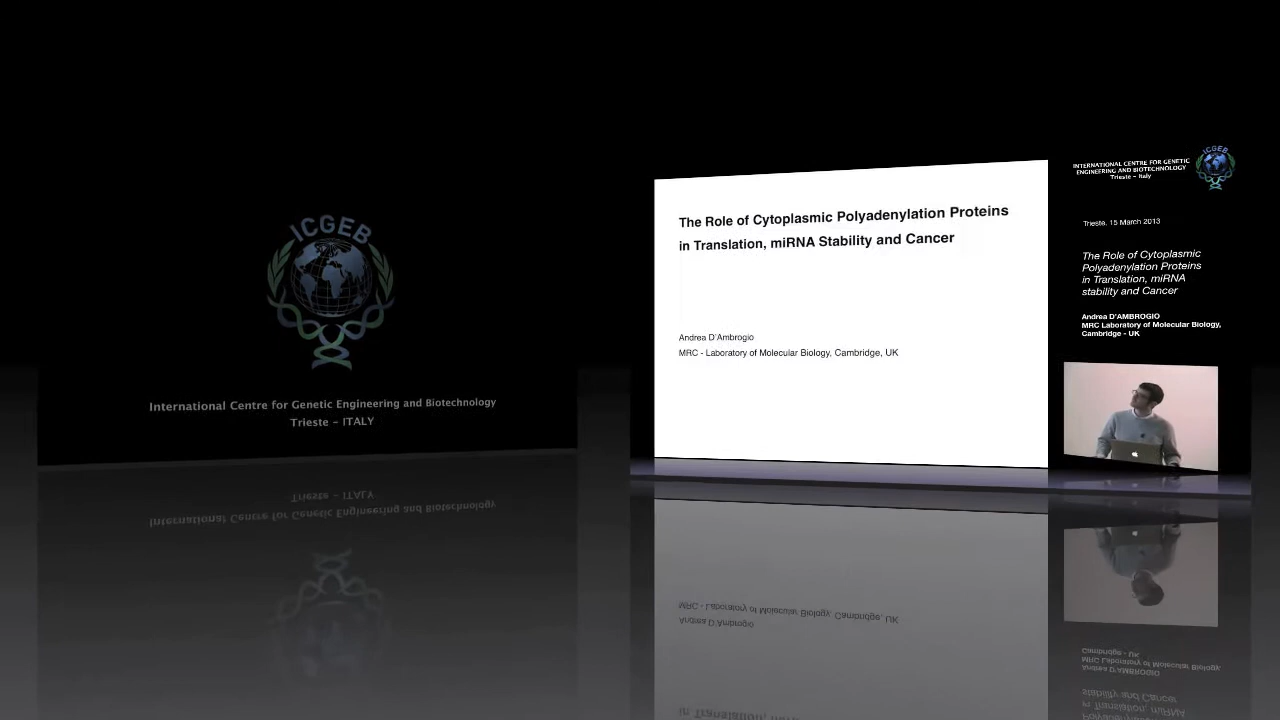 ICGEB
International Centre for Genetic Engineering and Biotechnology
Trieste - ITALY
The Role of Cytoplasmic Polyadenylation Proteins
in Translation, miRNA Stability and Cancer
Andrea D'Ambrogio
MRC - Laboratory of Molecular Biology, Cambridge, UK
INTERNATIONAL CENTRE FOR GENETIC
ENGINEERING AND BIOTECHNOLOGY
Trieste - Italy
ICGEB
Trieste, 15 March 2013
The Role of Cytoplasmic
Polyadenylation Proteins
in Translation, miRNA
stability and Cancer
Andrea D'AMBROGIO
MRC Laboratory of Molecular Biology,
Cambridge - UK